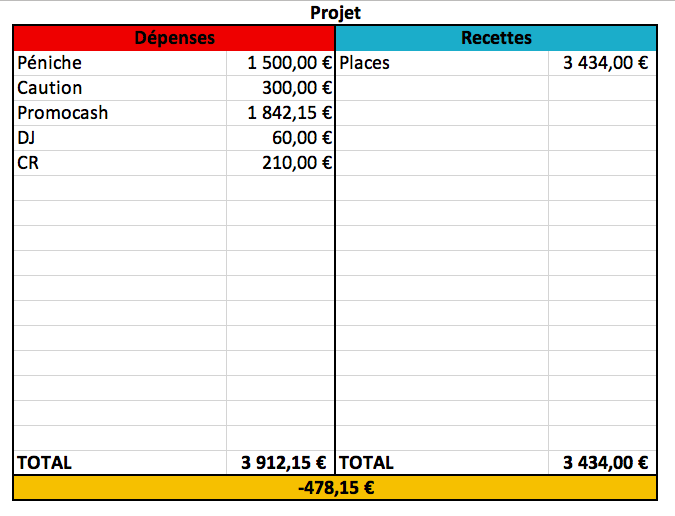 Projet
Dépenses Recettes
Péniche 1 500,00 € Places 3 434,00 €
Caution 300,00 €
Promocash 1 842,15 €
DJ 60,00 €
CR 210,00 €
TOTAL 3 912,15 € TOTAL 3 434,00 €
-478,15 €